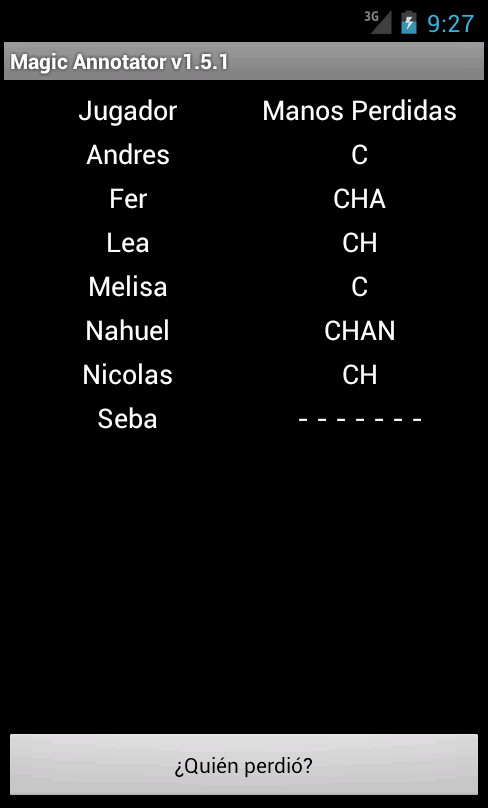 3G 9:27
Magic Annotator v1.5.1
Jugador Manos Perdidas
Andres C
Fer CHA
Lea CH
Melisa C
Nahuel CHAN
Nicolas CH
Seba - - - - - - -
¿Quién perdió?